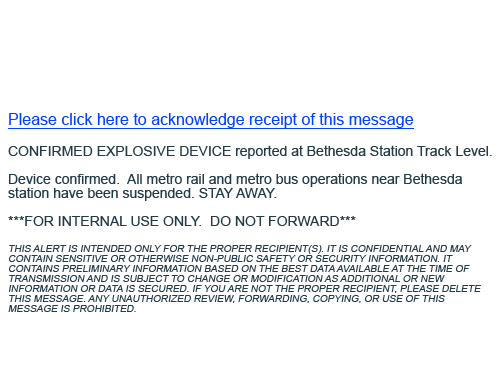 Please click here to acknowledge receipt of this message
CONFIRMED EXPLOSIVE DEVICE reported at Bethesda Station Track Level.
Device confirmed.  All metro rail and metro bus operations near Bethesda
station have been suspended. STAY AWAY.
***FOR INTERNAL USE ONLY.  DO NOT FORWARD***
THIS ALERT IS INTENDED ONLY FOR THE PROPER RECIPIENT(S). IT IS CONFIDENTIAL AND MAY
CONTAIN SENSITIVE OR OTHERWISE NON-PUBLIC SAFETY OR SECURITY INFORMATION. IT
CONTAINS PRELIMINARY INFORMATION BASED ON THE BEST DATA AVAILABLE AT THE TIME OF
TRANSMISSION AND IS SUBJECT TO CHANGE OR MODIFICATION AS ADDITIONAL OR NEW
INFORMATION OR DATA IS SECURED. IF YOU ARE NOT THE PROPER RECIPIENT, PLEASE DELETE
THIS MESSAGE. ANY UNAUTHORIZED REVIEW, FORWARDING, COPYING, OR USE OF THIS
MESSAGE IS PROHIBITED.